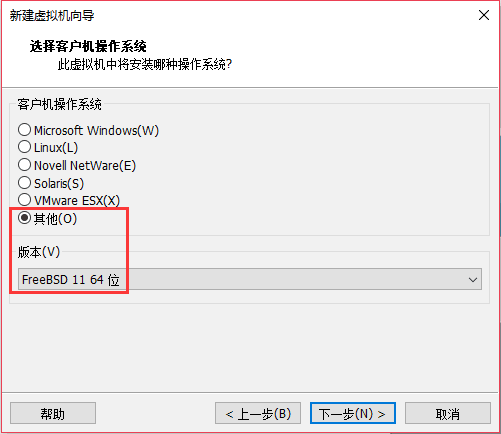 新建虚拟机向导
选择客户机操作系统
此虚拟机中将安装哪种操作系统?
客户机操作系统
Microsoft Windows(W)
Linux(L)
Novell NetWare(E)
Solaris(S)
VMware ESX(X)
其他(O)
版本(V)
FreeBSD 11 64 位
帮助
< 上一步(B)
下一步(N) >
取消